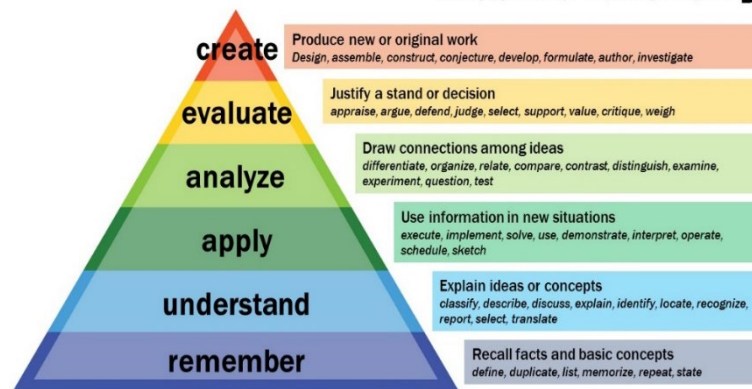 create
Produce new or original work
Design, assemble, construct, conjecture, develop, formulate, author, investigate
evaluate
Justify a stand or decision
appraise, argue, defend, judge, select, support, value, critique, weigh
analyze
Draw connections among ideas
differentiate, organize, relate, compare, contrast, distinguish, examine,
experiment, question, test
apply
Use information in new situations
execute, implement, solve, use, demonstrate, interpret, operate,
schedule, sketch
understand
Explain ideas or concepts
classify, describe, discuss, explain, identify, locate, recognize,
report, select, translate
remember
Recall facts and basic concepts
define, duplicate, list, memorize, repeat, state